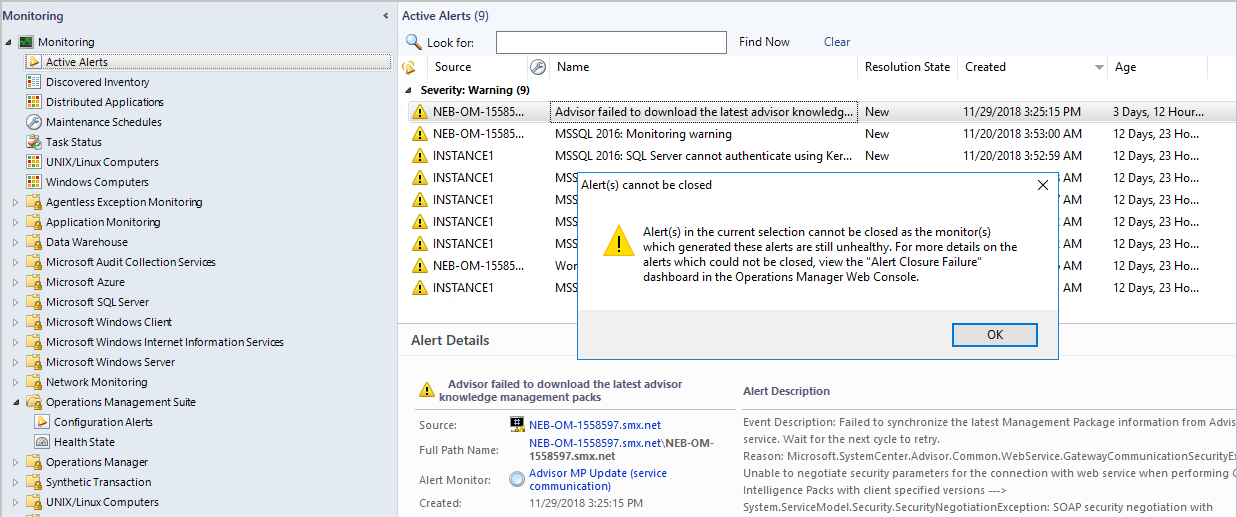 Monitoring
Monitoring
Active Alerts
Discovered Inventory
Distributed Applications
Maintenance Schedules
Task Status
UNIX/Linux Computers
Windows Computers
Agentless Exception Monitoring
Application Monitoring
Data Warehouse
Microsoft Audit Collection Services
Microsoft Azure
Microsoft SQL Server
Microsoft Windows Client
Microsoft Windows Internet Information Services
Microsoft Windows Server
Network Monitoring
Operations Management Suite
Configuration Alerts
Health State
Operations Manager
Synthetic Transaction
UNIX/Linux Computers
Active Alerts (9)
Look for: Find Now Clear
Source Name Resolution State Created Age
Severity: Warning (9)
NEB-OM-15585... Advisor failed to download the latest advisor knowledg... New 11/29/2018 3:25:15 PM 3 Days, 12 Hour...
NEB-OM-15585... MSSQL 2016: Monitoring warning New 11/20/2018 3:53:00 AM 12 Days, 23 Ho...
INSTANCE1 MSSQL 2016: SQL Server cannot authenticate using Ker... New 11/20/2018 3:52:59 AM 12 Days, 23 Ho...
INSTANCE1 MSS AM 12 Days, 23 Ho...
INSTANCE1 MSS AM 12 Days, 23 Ho...
INSTANCE1 MSS AM 12 Days, 23 Ho...
INSTANCE1 MSS AM 12 Days, 23 Ho...
NEB-OM-15585... Wor AM 12 Days, 23 Ho...
INSTANCE1 MSS AM 12 Days, 23 Ho...
Alert(s) cannot be closed
Alert(s) in the current selection cannot be closed as the monitor(s)
which generated these alerts are still unhealthy. For more details on the
alerts which could not be closed, view the "Alert Closure Failure"
dashboard in the Operations Manager Web Console.
OK
Alert Details
Advisor failed to download the latest advisor
knowledge management packs
Source: NEB-OM-1558597.smx.net
Full Path Name: NEB-OM-1558597.smx.net\NEB-OM-
1558597.smx.net
Alert Monitor: Advisor MP Update (service
communication)
Created: 11/29/2018 3:25:15 PM
Alert Description
Event Description: Failed to synchronize the latest Management Package information from Advis
service. Wait for the next cycle to retry.
Reason: Microsoft.SystemCenter.Advisor.Common.WebService.GatewayCommunicationSecurityEx
Unable to negotiate security parameters for the connection with web service when performing G
Intelligence Packs with client specified versions --->
System.ServiceModel.Security.SecurityNegotiationException: SOAP security negotiation with